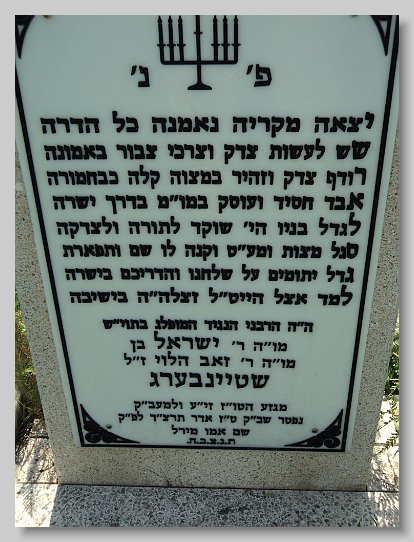 פ' נ'
יצאה מקריה נאמנה כל הדרה
שש לעשות צדק וצרכי צבור באמונה
רודף צדק וזהיר במצוה קלה כבחמורה
אבד חסיד ועוסק במו"מ בדרך ישרה
לגדל בניו הי' שוקד לתורה ולצדקה
סגל מצות ומע"ט וקנה לו שם ותפארת
גדל יתומים על שלחנו והדריכם בישרה
למד אצל הייט"ל זצלה"ה בישיבה
ה"ה הרבני הנגיד המופלג בתוי"ש
מו"ה ר' ישראל בן
מו"ה ר' זאב הלוי ז"ל
שטיינבערג
מגזע הטו"ז זי"ע ולמעב"ק
נפטר שב"ק ט"ז אדר תרצ"ד לפ"ק
שם אמו מירל
ת.נ.צ.ב.ה.